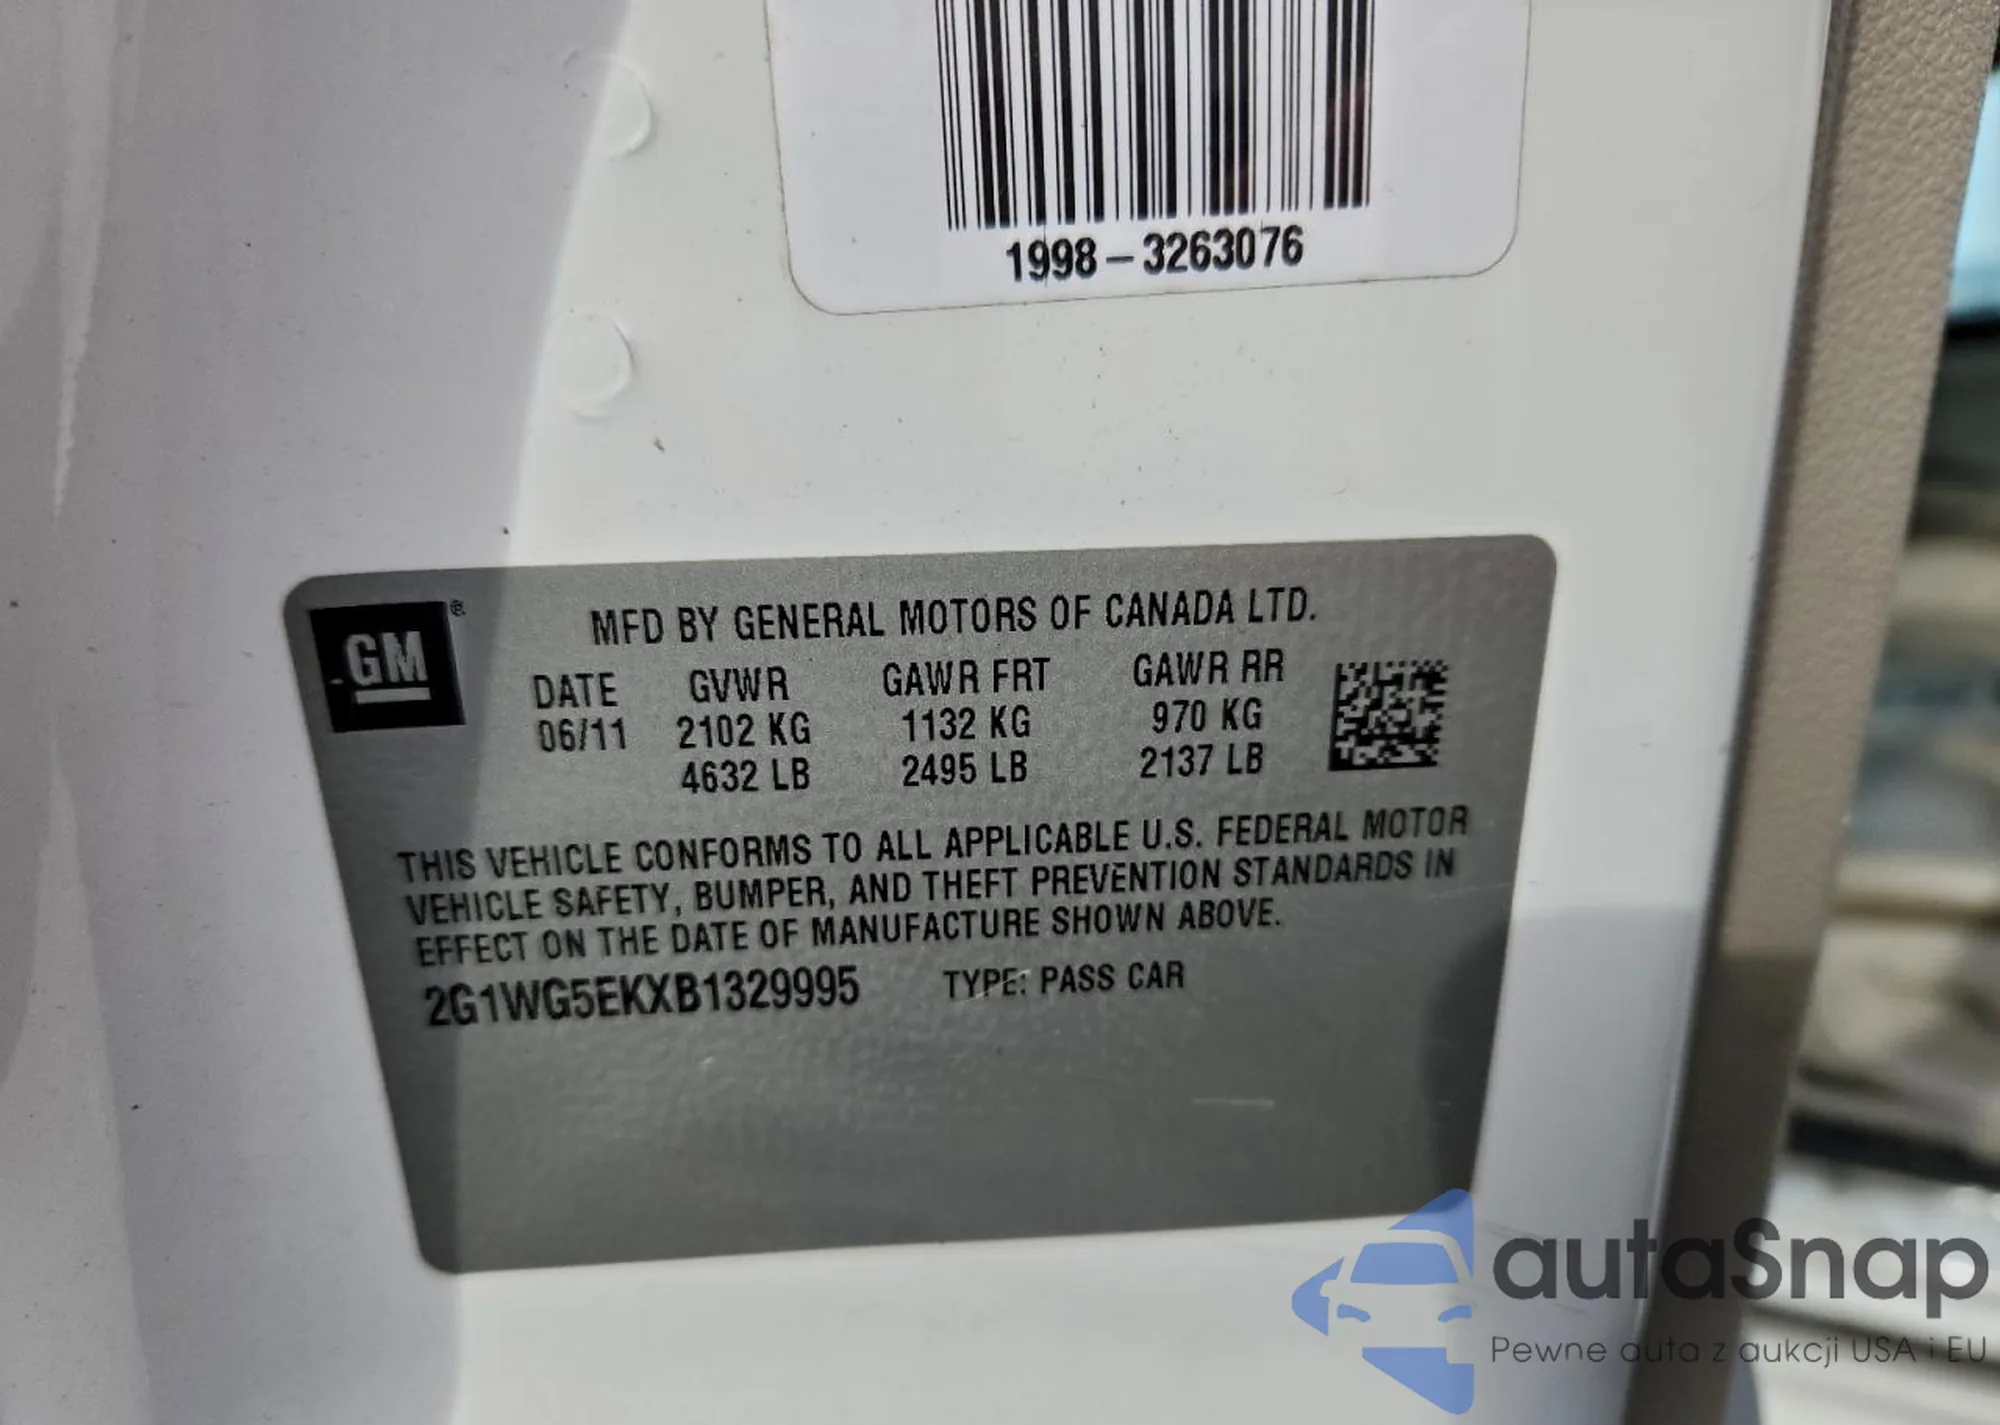 1998-3263076
GM®
MFD BY GENERAL MOTORS OF CANADA LTD.
DATE GVWR GAWR FRT GAWR RR
06/11 2102 KG 1132 KG 970 KG
4632 LB 2495 LB 2137 LB
THIS VEHICLE CONFORMS TO ALL APPLICABLE U.S. FEDERAL MOTOR
VEHICLE SAFETY, BUMPER, AND THEFT PREVENTION STANDARDS IN
EFFECT ON THE DATE OF MANUFACTURE SHOWN ABOVE.
2G1WG5EKXB1329995 TYPE: PASS CAR
autaSnap
Pewne auta z aukcji USA i EU